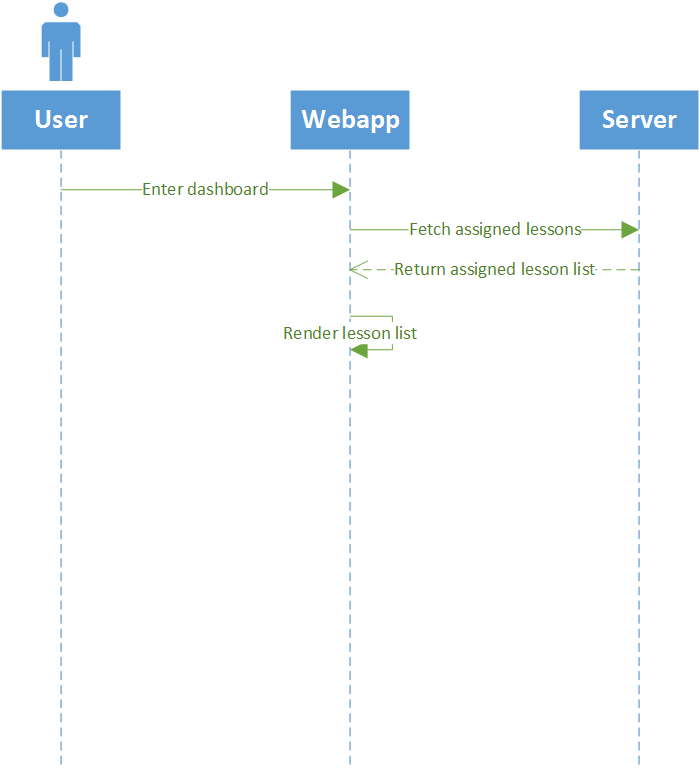 User
Webapp
Server
Enter dashboard
Fetch assigned lessons
Return assigned lesson list
Render lesson list